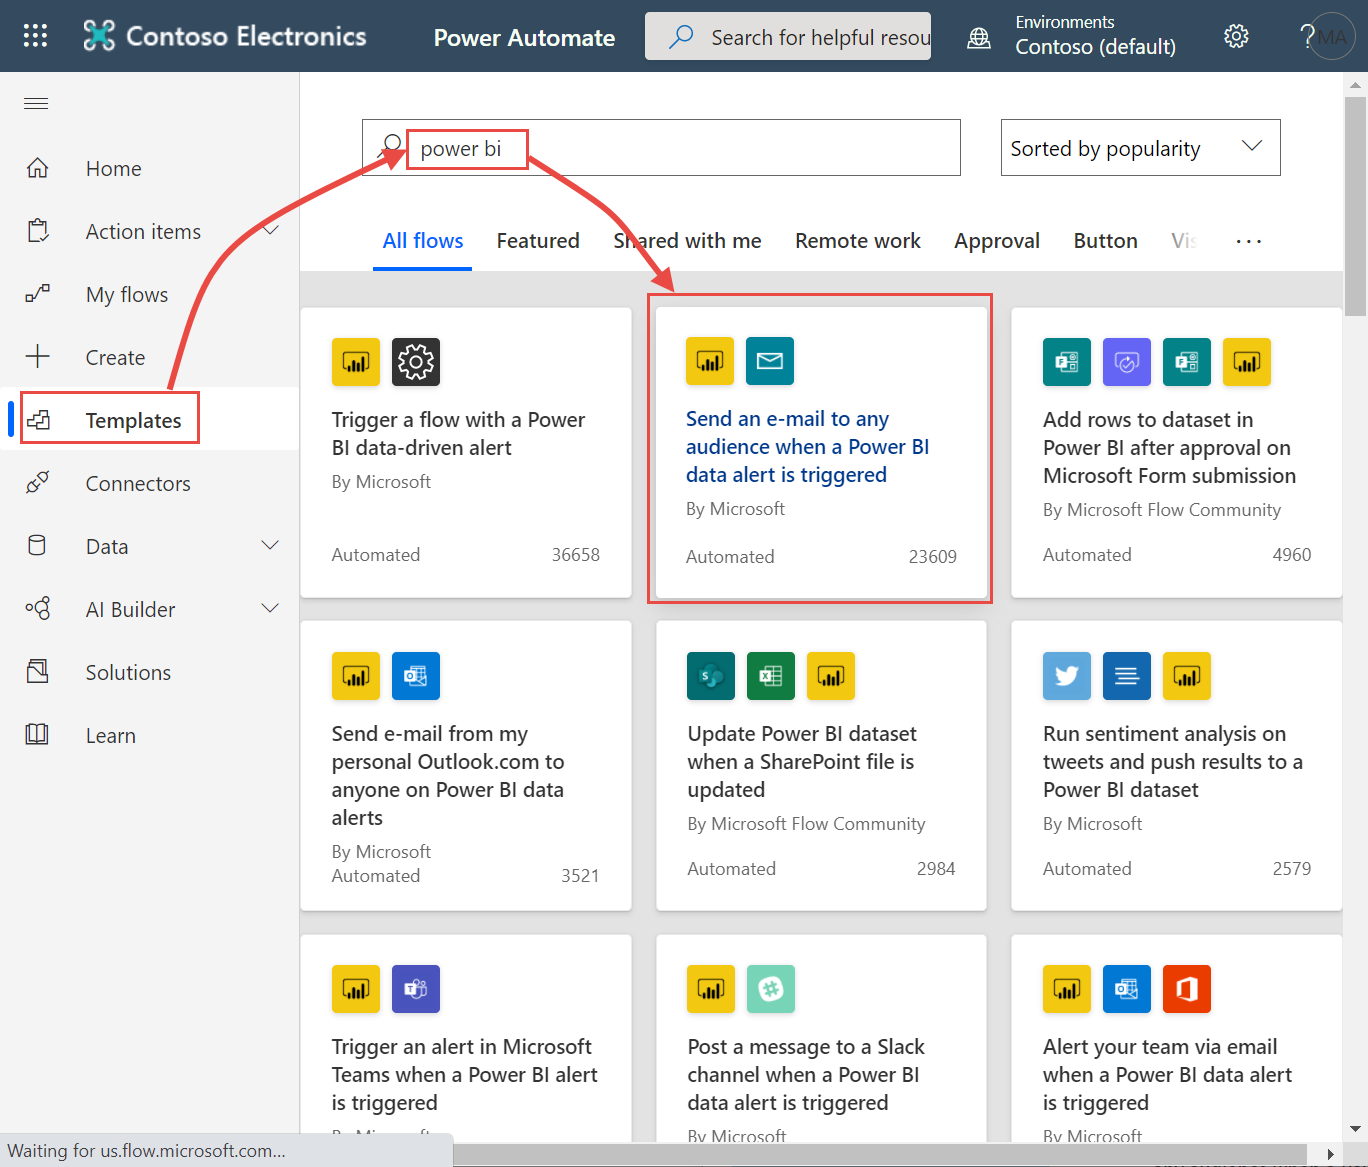 Contoso Electronics
Power Automate
Search for helpful resou
Environments
Contoso (default)
?
MA
Home
Action items
My flows
Create
Templates
Connectors
Data
AI Builder
Solutions
Learn
power bi
Sorted by popularity
All flows Featured Shared with me Remote work Approval Button Vis ...
Trigger a flow with a Power
BI data-driven alert
By Microsoft
Automated 36658
Send an e-mail to any
audience when a Power BI
data alert is triggered
By Microsoft
Automated 23609
Add rows to dataset in
Power BI after approval on
Microsoft Form submission
By Microsoft Flow Community
Automated 4960
Send e-mail from my
personal Outlook.com to
anyone on Power BI data
alerts
By Microsoft
Automated 3521
Update Power BI dataset
when a SharePoint file is
updated
By Microsoft Flow Community
Automated 2984
Run sentiment analysis on
tweets and push results to a
Power BI dataset
By Microsoft
Automated 2579
Trigger an alert in Microsoft
Teams when a Power BI alert
is triggered
By Microsoft
Post a message to a Slack
channel when a Power BI
data alert is triggered
By Microsoft
Alert your team via email
when a Power BI data alert
is triggered
By Microsoft
Waiting for us.flow.microsoft.com...